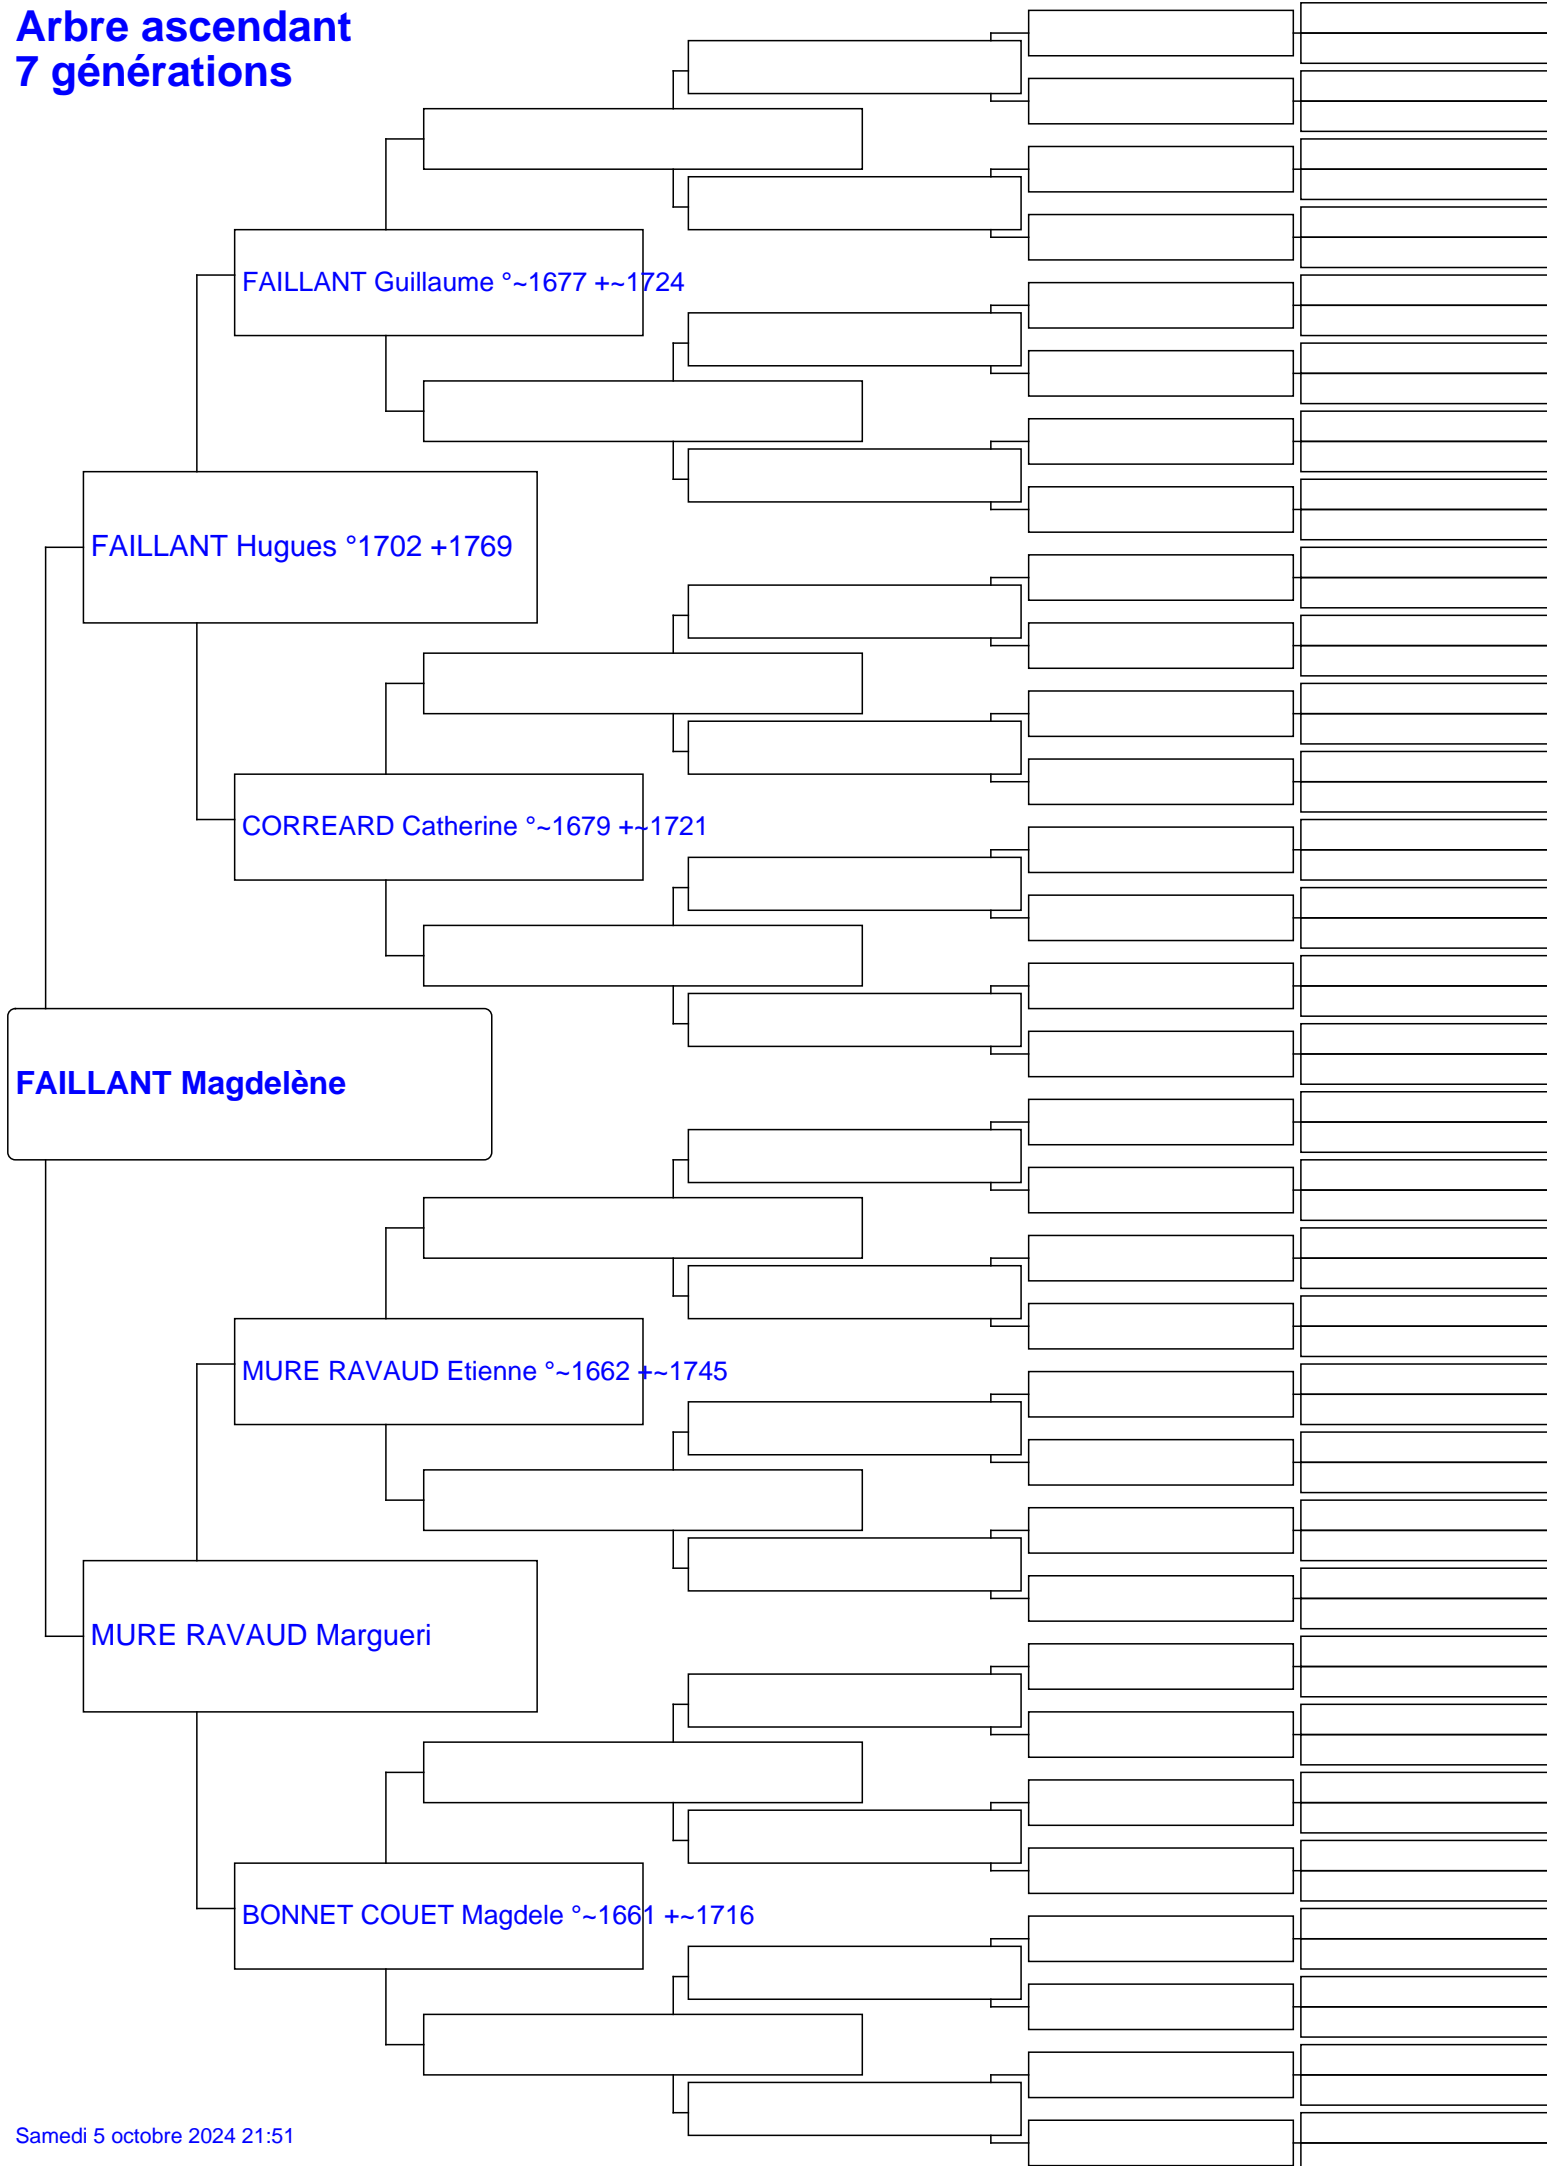 Arbre ascendant
7 générations
FAILLANT Guillaume °~1677 +~1724
FAILLANT Hugues °1702 +1769
CORREARD Catherine °~1679 +~1721
FAILLANT Magdelène
MURE RAVAUD Etienne °~1662 +~1745
MURE RAVAUD Margueri
BONNET COUET Magdele °~1661 +~1716
Samedi 5 octobre 2024 21:51